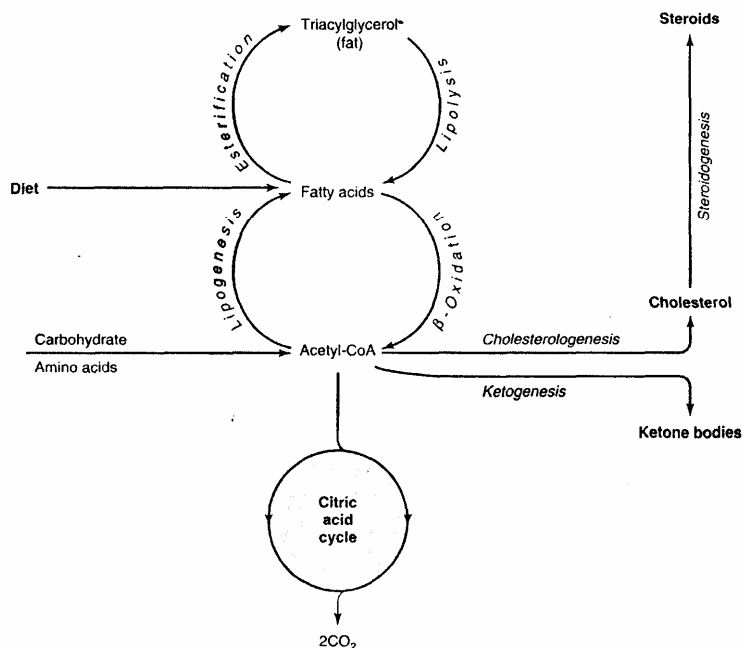 Steroids
Triacylglycerol*
(fat)
Esterification
Lipolysis
Steroidogenesis
Diet
Fatty acids
Lipogenesis
β-Oxidation
Cholesterol
Carbohydrate
Acetyl-CoA
Cholesterologenesis
Amino acids
Ketogenesis
Ketone bodies
Citric
acid
cycle
2CO₂